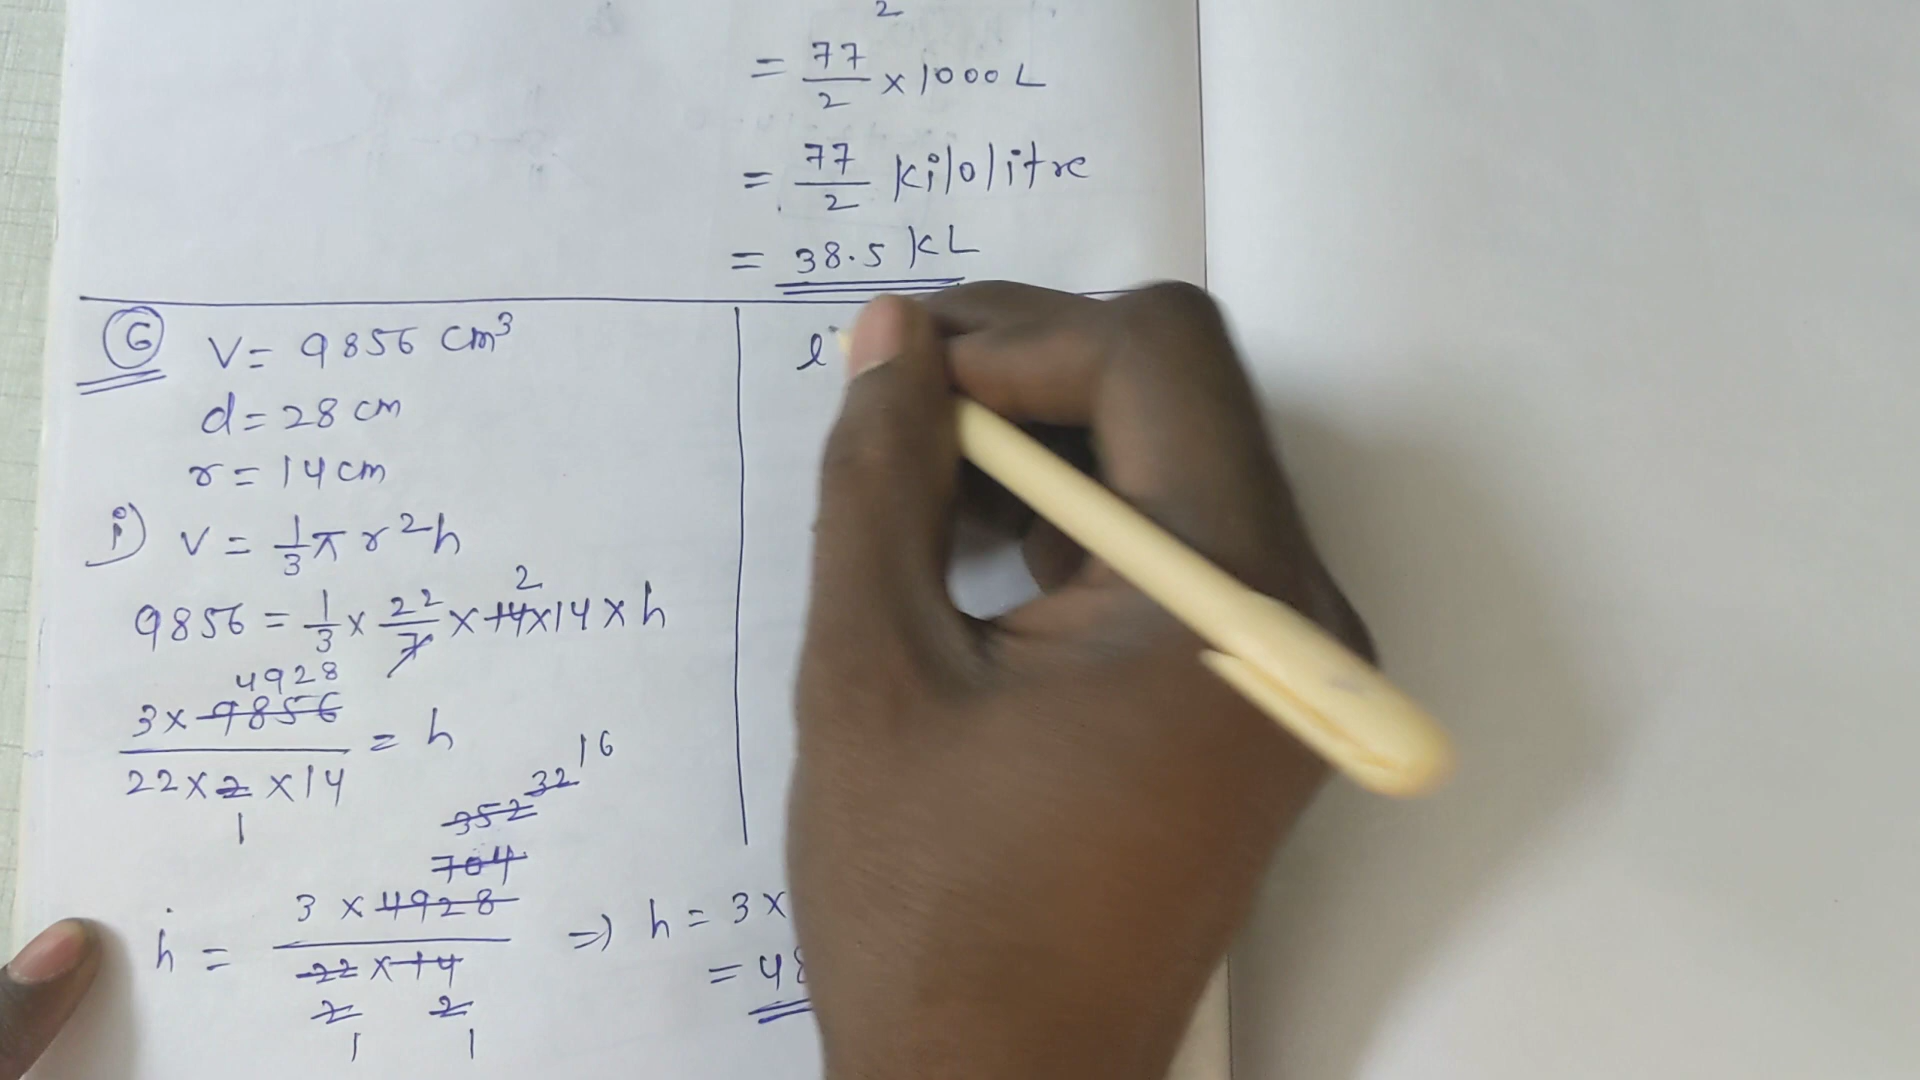 2
= 77/2 × 1000 L
= 77/2 kilolitre
= 38.5 KL
6 V = 9856 cm³
d = 28 cm
r = 14 cm
i) V = 1/3 π r² h
2
9856 = 1/3 × 22/7 × 14 × 14 × h
4928
3 × 9856 / 22 × 2 × 14 = h
1
352 32 16
704
h = 3 × 4928 / 22 × 14 => h = 3 ×
2 2
1 1
= 48
l